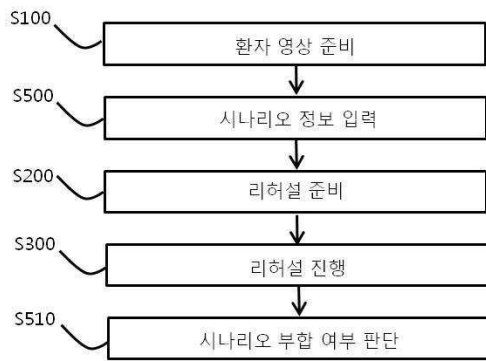 S100
환자 영상 준비
S500
시나리오 정보 입력
S200
리허설 준비
S300
리허설 진행
S510
시나리오 부합 여부 판단